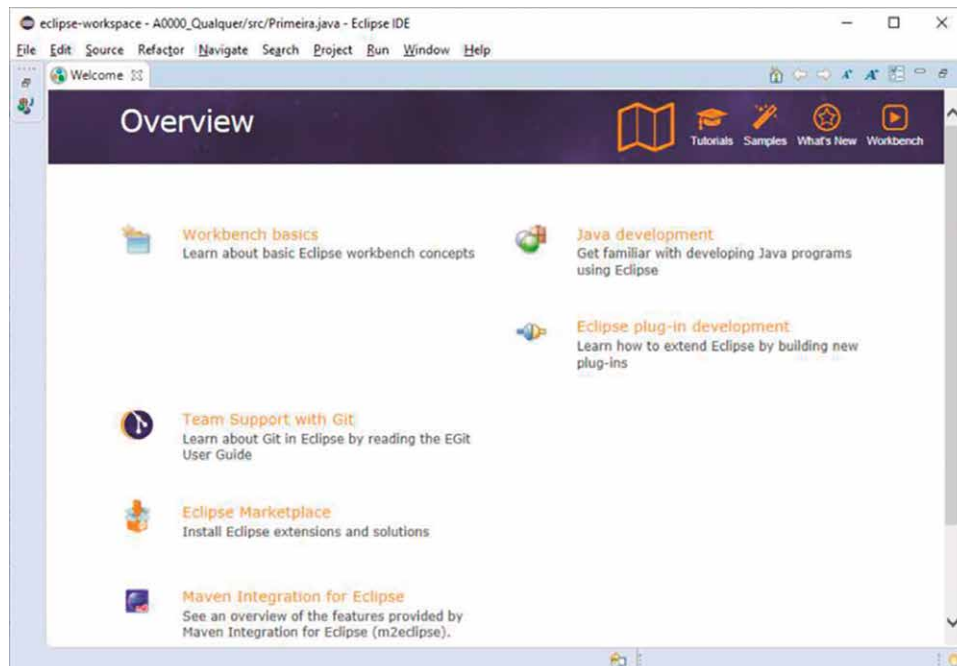 eclipse-workspace - A0000_Qualquer/src/Primeira.java - Eclipse IDE
File Edit Source Refactor Navigate Search Project Run Window Help
Welcome
Overview
Tutorials Samples What's New Workbench
Workbench basics
Learn about basic Eclipse workbench concepts
Java development
Get familiar with developing Java programs
using Eclipse
Eclipse plug-in development
Learn how to extend Eclipse by building new
plug-ins
Team Support with Git
Learn about Git in Eclipse by reading the EGit
User Guide
Eclipse Marketplace
Install Eclipse extensions and solutions
Maven Integration for Eclipse
See an overview of the features provided by
Maven Integration for Eclipse (m2eclipse).